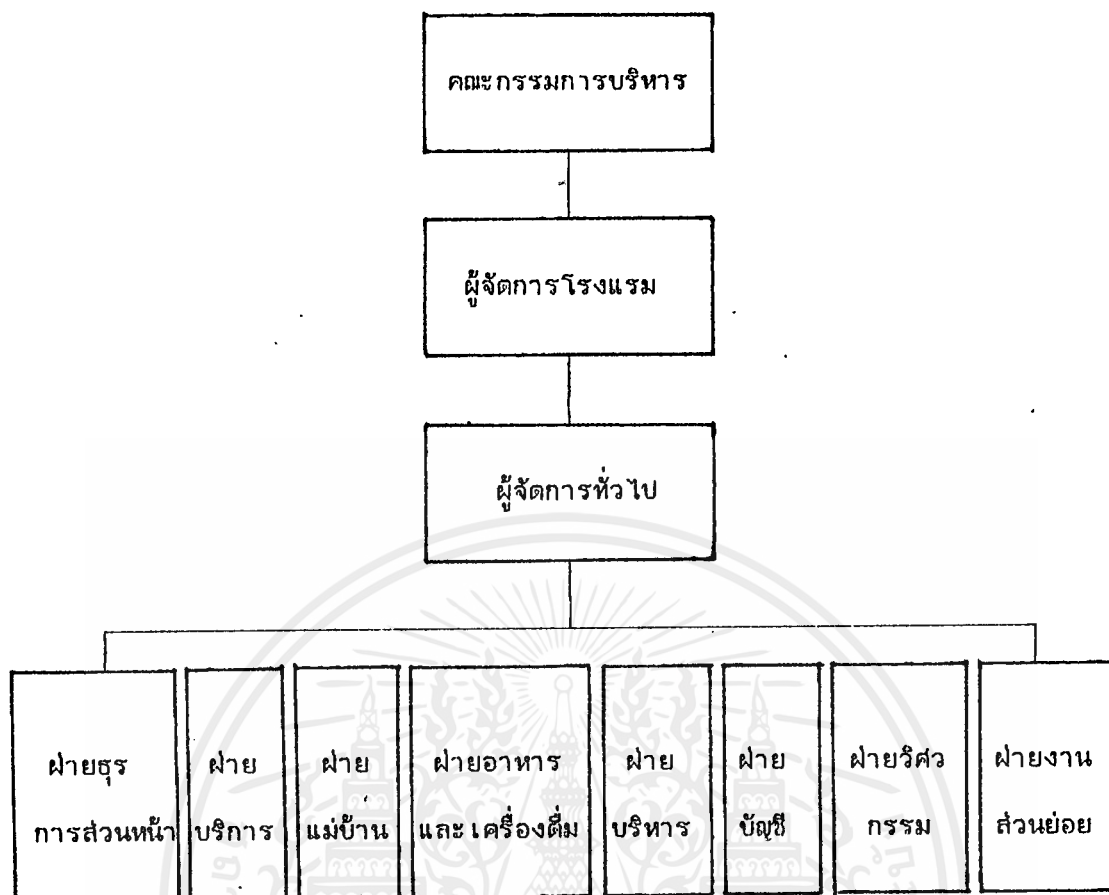 คณะกรรมการบริหาร
ผู้จัดการโรงแรม
ผู้จัดการทั่วไป
ฝ่ายธุร
การส่วนหน้า
ฝ่าย
บริการ
ฝ่าย
แม่บ้าน
ฝ่ายอาหาร
และเครื่องดื่ม
ฝ่าย
บริหาร
ฝ่าย
บัญชี
ฝ่ายวิศว
กรรม
ฝ่ายงาน
ส่วนย่อย